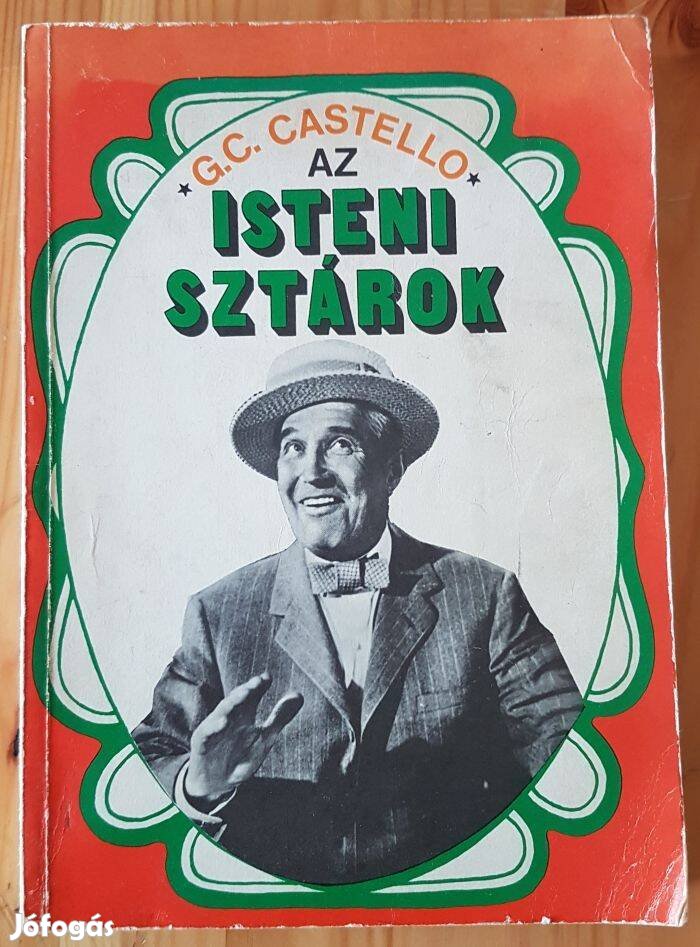 G.C. CASTELLO
AZ
ISTENI
SZTÁROK
Jófogás